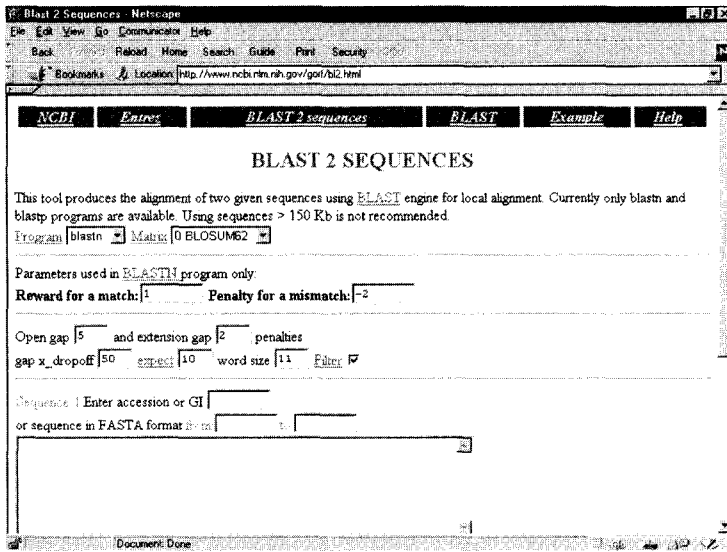 Blast 2 Sequences - Netscape
File Edit View Go Communicator Help
Back Reload Home Search Guide Print Security
Bookmarks Location: http://www.ncbi.nlm.nih.gov/gorf/bl2.html
NCBI Entrez BLAST 2 sequences BLAST Example Help
BLAST 2 SEQUENCES
This tool produces the alignment of two given sequences using BLAST engine for local alignment. Currently only blastn and
blastp programs are available. Using sequences > 150 Kb is not recommended.
Program blastn Matrix 0 BLOSUM62
Parameters used in BLASTN program only:
Reward for a match: 1 Penalty for a mismatch: -2
Open gap 5 and extension gap 2 penalties
gap x_dropoff 50 expect 10 word size 11 Filter
Sequence 1 Enter accession or GI
or sequence in FASTA format from to
Document: Done